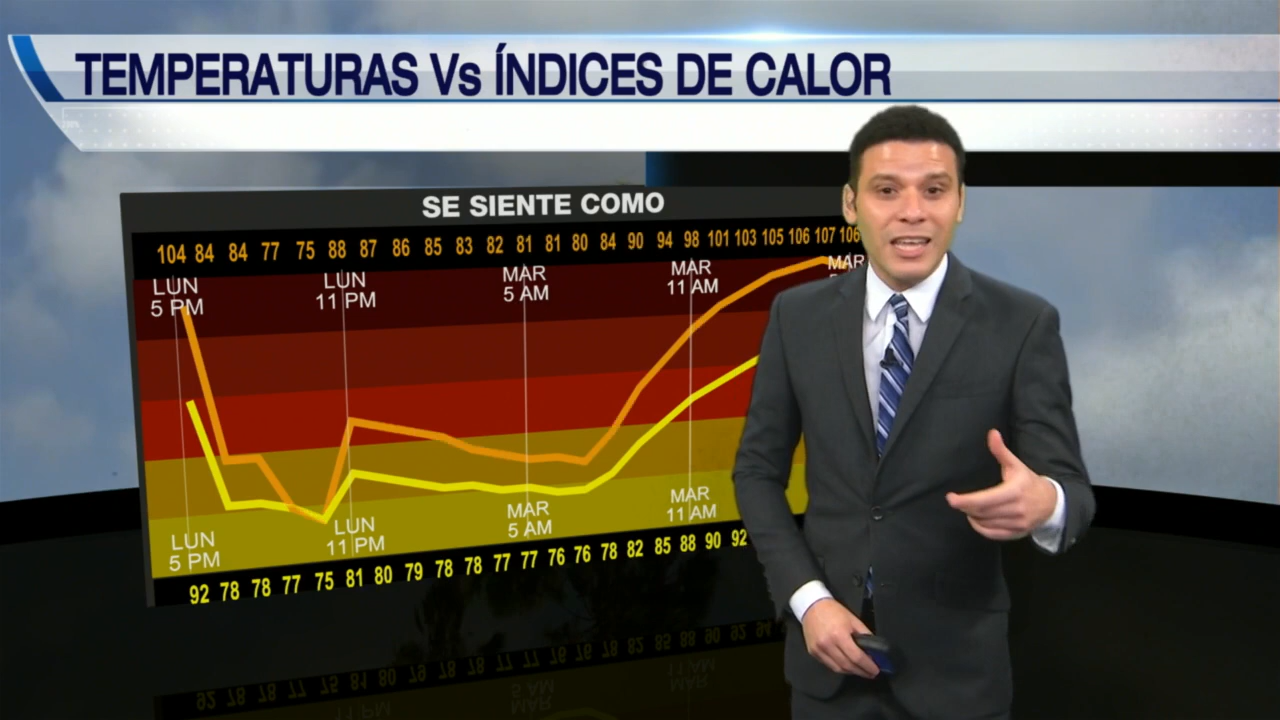 TEMPERATURAS Vs ÍNDICES DE CALOR
SE SIENTE COMO
104 84 84 77 75 88 87 86 85 83 82 81 81 80 84 90 94 98 101 103 105 106 107 106
LUN
5 PM
LUN
11 PM
MAR
5 AM
MAR
11 AM
MAR
LUN
5 PM
LUN
11 PM
MAR
5 AM
MAR
11 AM
92 78 78 77 75 81 80 79 78 78 77 77 76 76 78 82 85 88 90 92